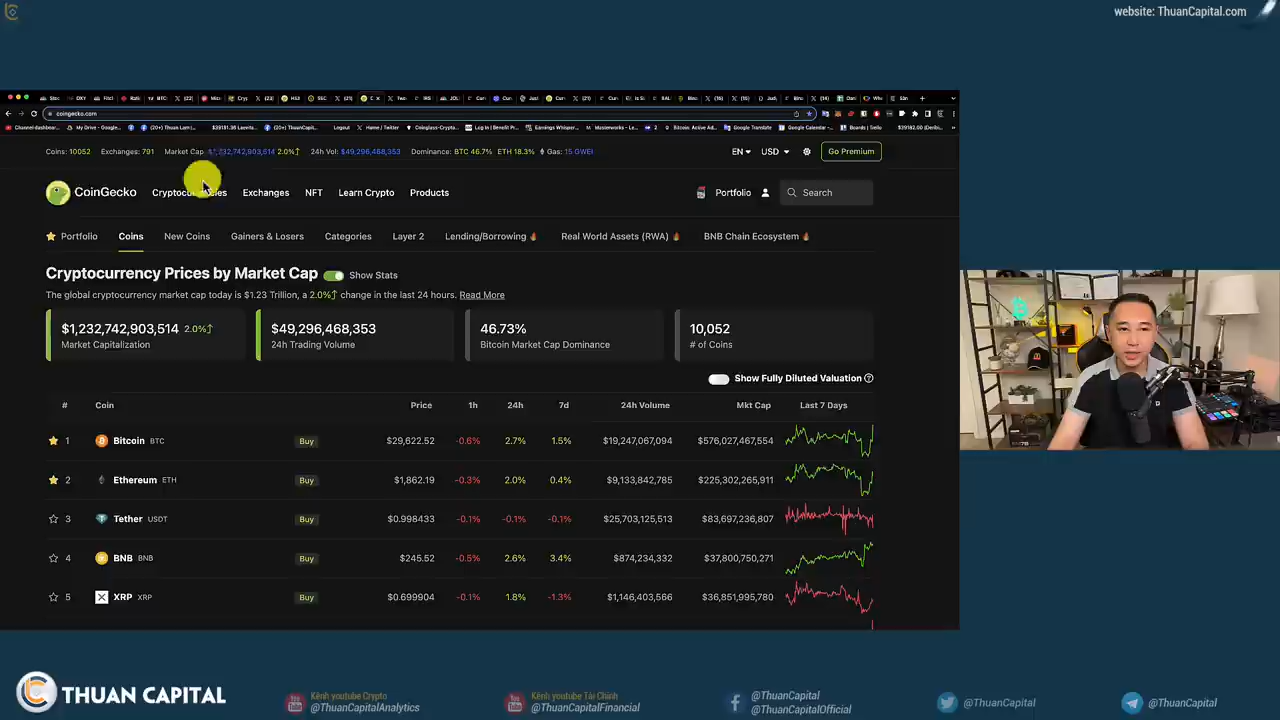 website: ThuanCapital.com
coingecko.com
Coins: 10052 Exchanges: 791 Market Cap: $1,232,742,903,514 2.0% 24h Vol: $49,296,468,353 Dominance: BTC 46.7% ETH 18.3% Gas: 15 GWEI
EN USD Go Premium
CoinGecko Cryptocurrencies Exchanges NFT Learn Crypto Products Portfolio Search
Portfolio Coins New Coins Gainers & Losers Categories Layer 2 Lending/Borrowing Real World Assets (RWA) BNB Chain Ecosystem
Cryptocurrency Prices by Market Cap Show Stats
The global cryptocurrency market cap today is $1.23 Trillion, a 2.0% change in the last 24 hours. Read More
$1,232,742,903,514 2.0% $49,296,468,353 46.73% 10,052
Market Capitalization 24h Trading Volume Bitcoin Market Cap Dominance # of Coins
Show Fully Diluted Valuation
# Coin Price 1h 24h 7d 24h Volume Mkt Cap Last 7 Days
1 Bitcoin BTC Buy $29,622.52 -0.6% 2.7% 1.5% $19,247,067,094 $576,027,467,554
2 Ethereum ETH Buy $1,862.19 -0.3% 2.0% 0.4% $9,133,842,785 $225,302,265,911
3 Tether USDT Buy $0.998433 -0.1% -0.1% -0.1% $25,703,125,513 $83,697,236,807
4 BNB BNB Buy $245.52 -0.5% 2.6% 3.4% $874,234,332 $37,800,750,271
5 XRP XRP Buy $0.699904 -0.1% 1.8% -1.3% $1,146,403,566 $36,851,995,780
THUAN CAPITAL
Kênh youtube Crypto
@ThuanCapitalAnalytics
Kênh youtube Tài Chính
@ThuanCapitalFinancial
@ThuanCapital
@ThuanCapitalOfficial
@ThuanCapital
@ThuanCapital